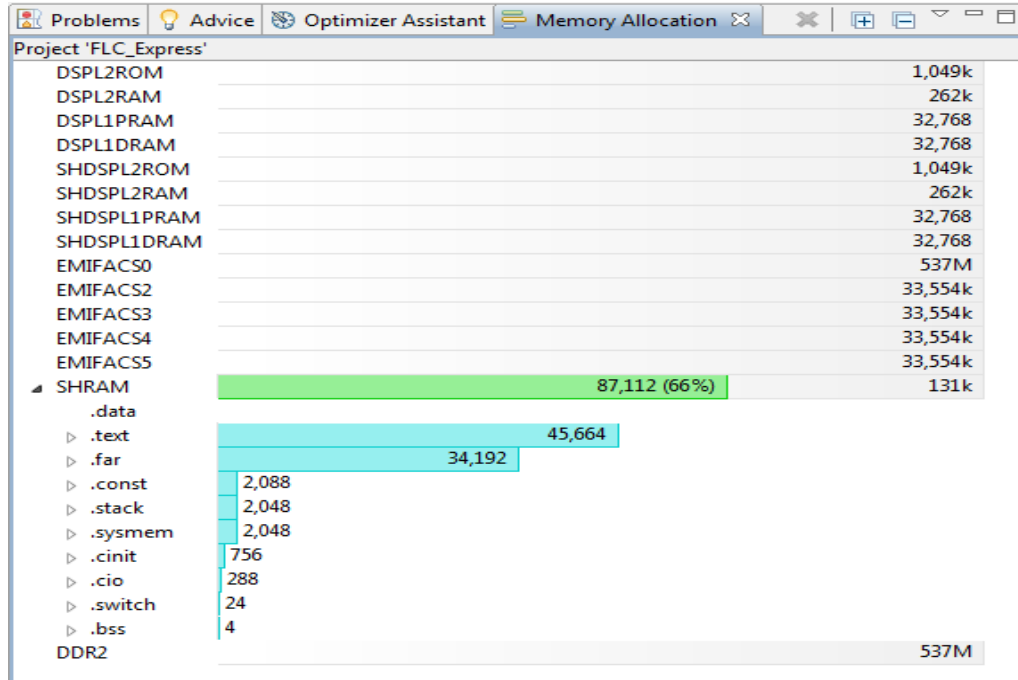 Problems Advice Optimizer Assistant Memory Allocation
Project 'FLC_Express'
DSPL2ROM 1,049k
DSPL2RAM 262k
DSPL1PRAM 32,768
DSPL1DRAM 32,768
SHDSPL2ROM 1,049k
SHDSPL2RAM 262k
SHDSPL1PRAM 32,768
SHDSPL1DRAM 32,768
EMIFACS0 537M
EMIFACS2 33,554k
EMIFACS3 33,554k
EMIFACS4 33,554k
EMIFACS5 33,554k
SHRAM 87,112 (66%) 131k
.data
.text 45,664
.far 34,192
.const 2,088
.stack 2,048
.sysmem 2,048
.cinit 756
.cio 288
.switch 24
.bss 4
DDR2 537M